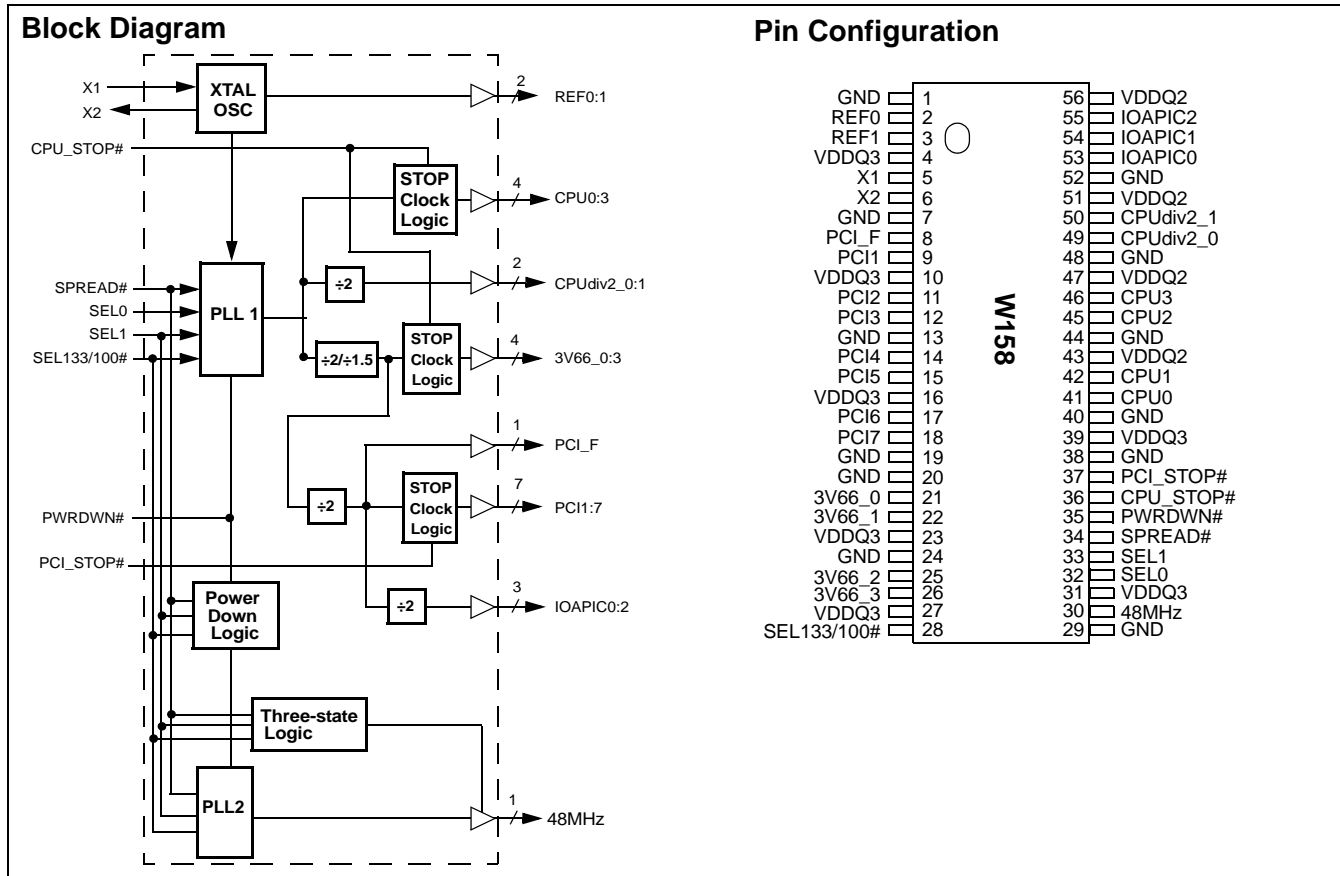 Block Diagram
X1
X2
XTAL
OSC
2
REF0:1
CPU_STOP#
STOP
Clock
Logic
4
CPU0:3
SPREAD#
SEL0
SEL1
SEL133/100#
PLL 1
÷2
2
CPUdiv2_0:1
÷2/÷1.5
STOP
Clock
Logic
4
3V66_0:3
1
PCI_F
÷2
STOP
Clock
Logic
7
PCI1:7
PWRDWN#
PCI_STOP#
÷2
3
IOAPIC0:2
Power
Down
Logic
Three-state
Logic
PLL2
1
48MHz
Pin Configuration
W158
GND 1 56 VDDQ2
REF0 2 55 IOAPIC2
REF1 3 54 IOAPIC1
VDDQ3 4 53 IOAPIC0
X1 5 52 GND
X2 6 51 VDDQ2
GND 7 50 CPUdiv2_1
PCI_F 8 49 CPUdiv2_0
PCI1 9 48 GND
VDDQ3 10 47 VDDQ2
PCI2 11 46 CPU3
PCI3 12 45 CPU2
GND 13 44 GND
PCI4 14 43 VDDQ2
PCI5 15 42 CPU1
VDDQ3 16 41 CPU0
PCI6 17 40 GND
PCI7 18 39 VDDQ3
GND 19 38 GND
GND 20 37 PCI_STOP#
3V66_0 21 36 CPU_STOP#
3V66_1 22 35 PWRDWN#
VDDQ3 23 34 SPREAD#
GND 24 33 SEL1
3V66_2 25 32 SEL0
3V66_3 26 31 VDDQ3
VDDQ3 27 30 48MHz
SEL133/100# 28 29 GND